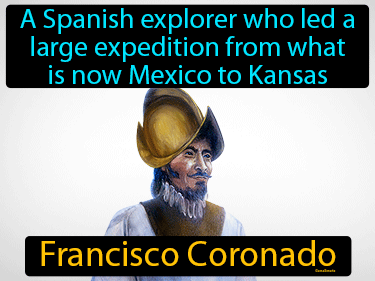 A Spanish explorer who led a
large expedition from what
is now Mexico to Kansas
Francisco Coronado